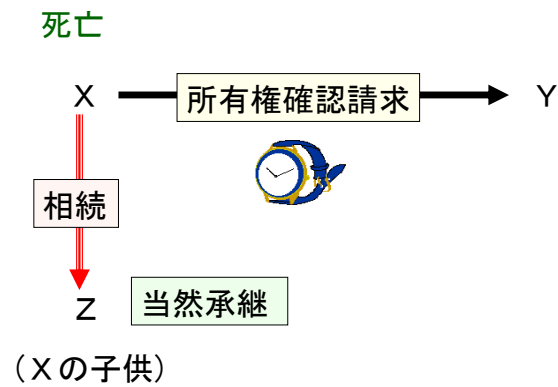 死亡
Ｘ 所有権確認請求 Ｙ
相続
Ｚ 当然承継
（Ｘの子供）